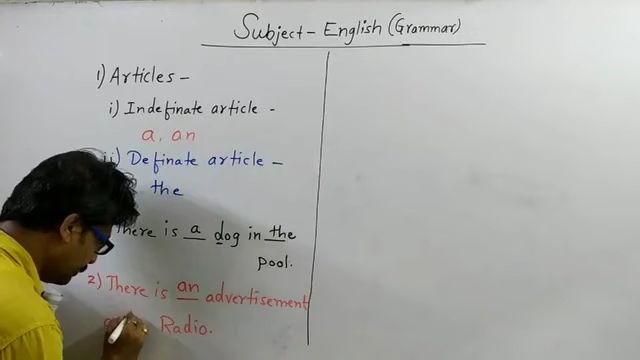 Subject - English (Grammar)
1) Articles -
i) Indefinate article -
a, an
ii) Definate article -
the
There is a dog in the
pool.
2) There is an advertisement
Radio.